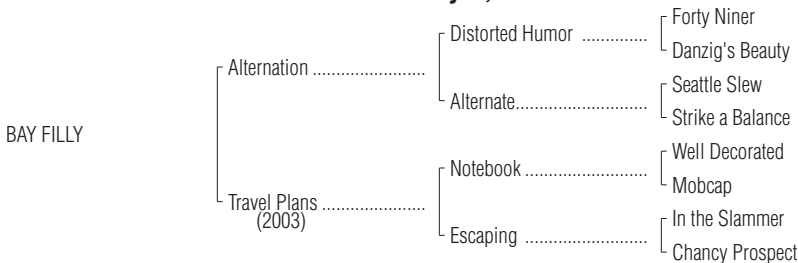 Forty Niner
Distorted Humor ..............
Danzig's Beauty
Alternation ........................
Seattle Slew
Alternate............................
Strike a Balance
BAY FILLY
Well Decorated
Notebook ..........................
Mobcap
Travel Plans ......................
(2003)
In the Slammer
Escaping ..........................
Chancy Prospect